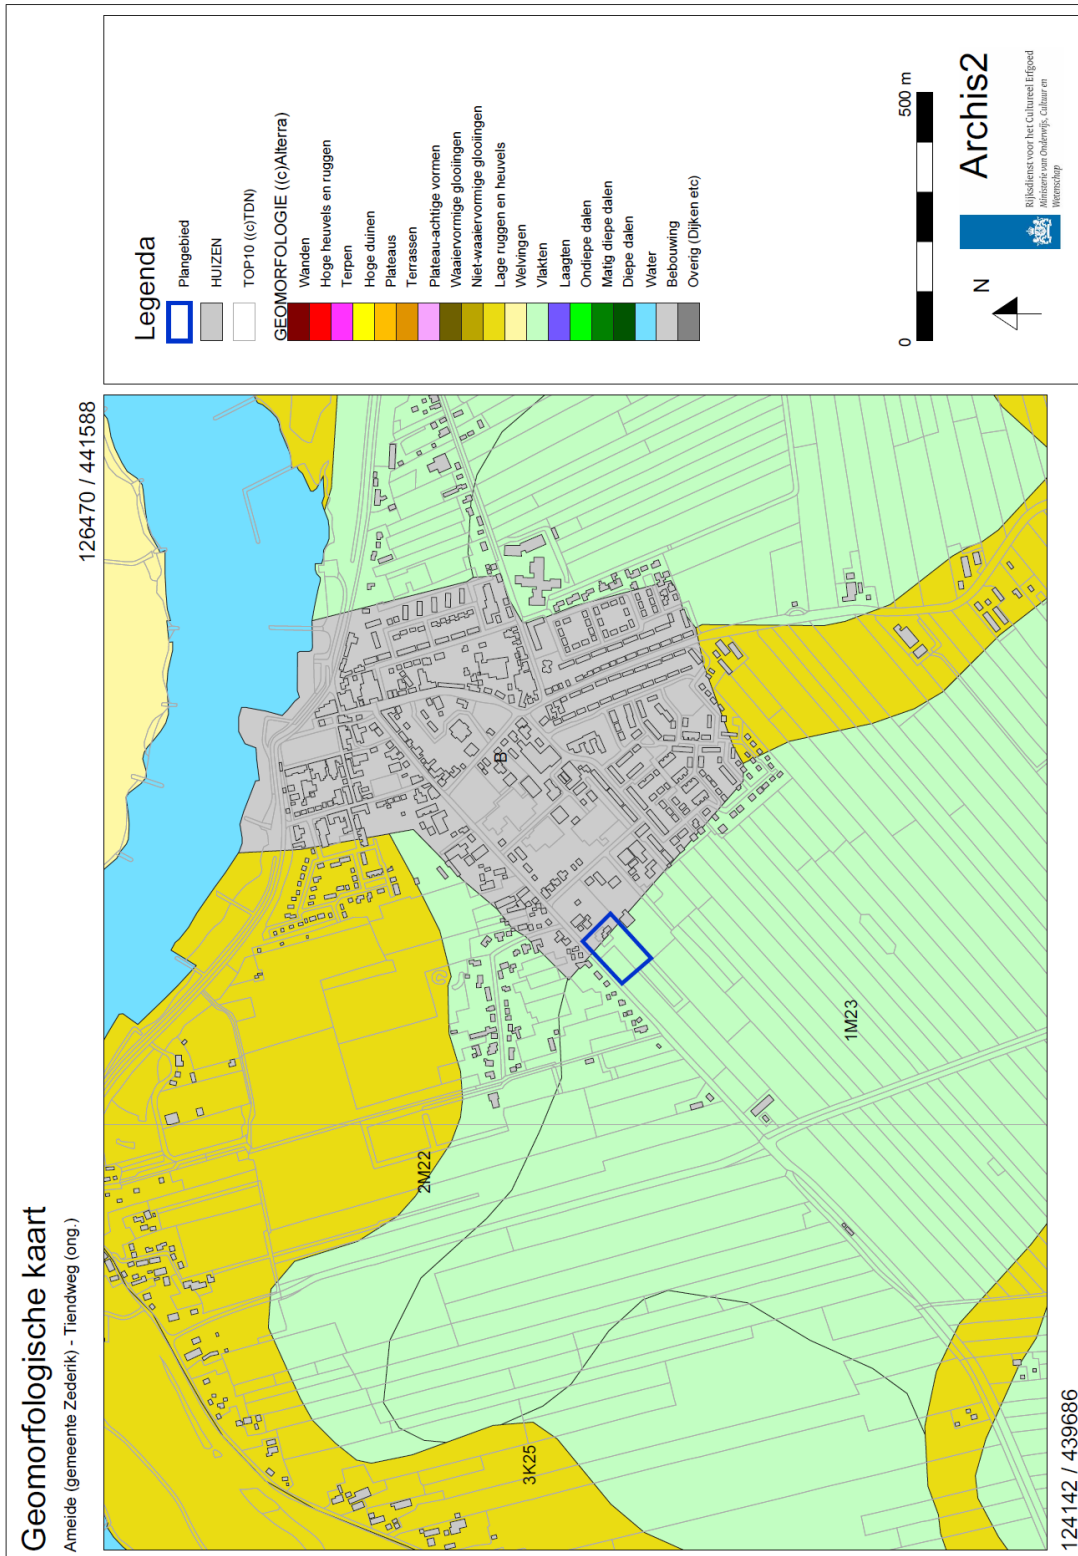 Geomorfologische kaart
Ameide (gemeente Zederik) - Tiendweg (ong.)
126470 / 441588
B
2M22
1M23
3K25
124142 / 439686
Legenda
Plangebied
HUIZEN
TOP10 ((c)TDN)
GEOMORFOLOGIE ((c)Alterra)
Wanden
Hoge heuvels en ruggen
Terpen
Hoge duinen
Plateaus
Terrassen
Plateau-achtige vormen
Waaiervormige glooiingen
Niet-waaiervormige glooiingen
Lage ruggen en heuvels
Welvingen
Vlakten
Laagten
Ondiepe dalen
Matig diepe dalen
Diepe dalen
Water
Bebouwing
Overig (Dijken etc)
0
500 m
N
Archis2
Rijksdienst voor het Cultureel Erfgoed
Ministerie van Onderwijs, Cultuur en
Wetenschap